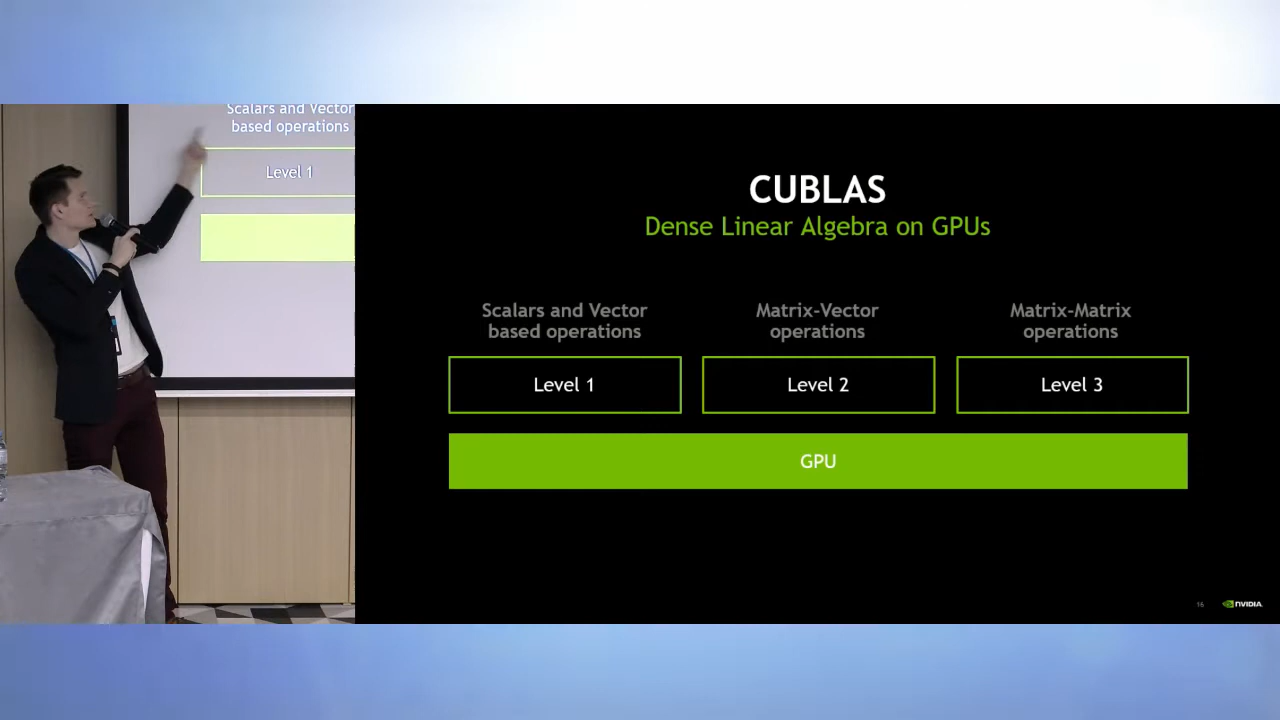 Scalars and Vector
based operations
Level 1
CUBLAS
Dense Linear Algebra on GPUs
Scalars and Vector
based operations
Matrix-Vector
operations
Matrix-Matrix
operations
Level 1
Level 2
Level 3
GPU
16
NVIDIA.